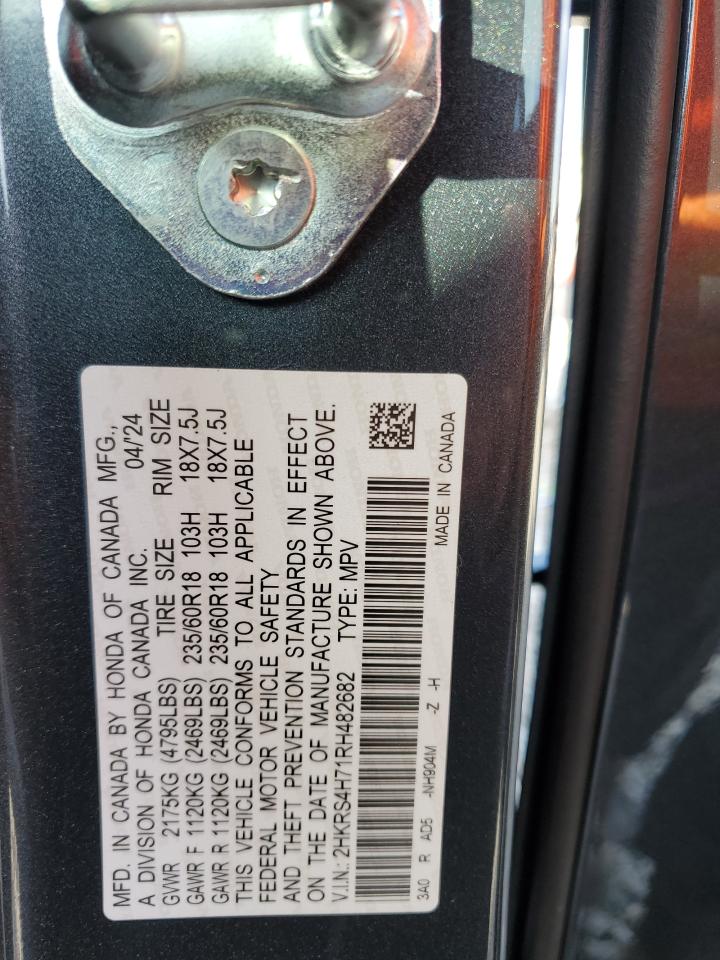 MFD. IN CANADA BY HONDA OF CANADA MFG.,
A DIVISION OF HONDA CANADA INC. 04/'24
GVWR 2175KG (4795LBS) TIRE SIZE RIM SIZE
GAWR F 1120KG (2469LBS) 235/60R18 103H 18X7.5J
GAWR R 1120KG (2469LBS) 235/60R18 103H 18X7.5J
THIS VEHICLE CONFORMS TO ALL APPLICABLE
FEDERAL MOTOR VEHICLE SAFETY
AND THEFT PREVENTION STANDARDS IN EFFECT
ON THE DATE OF MANUFACTURE SHOWN ABOVE.
V.I.N.: 2HKRS4H71RH482682 TYPE: MPV
3A0 R AD5 -NH904M -Z -H
MADE IN CANADA